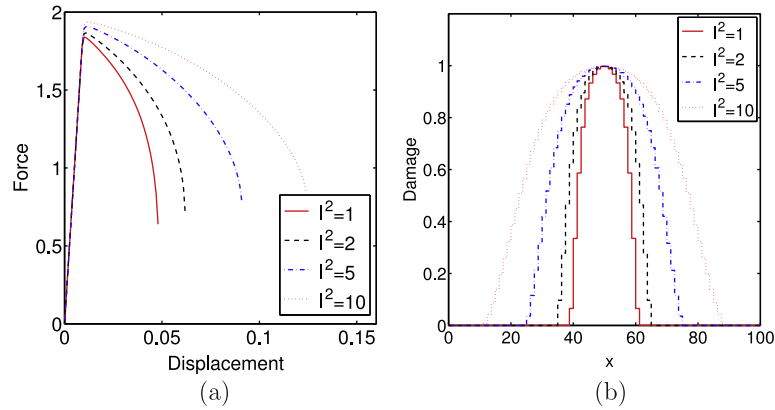 2
1.5
1
0.5
0
0
0.05
0.1
0.15
Force
Displacement
l²=1
l²=2
l²=5
l²=10
(a)
1
0.8
0.6
0.4
0.2
0
0
20
40
60
80
100
Damage
x
l²=1
l²=2
l²=5
l²=10
(b)